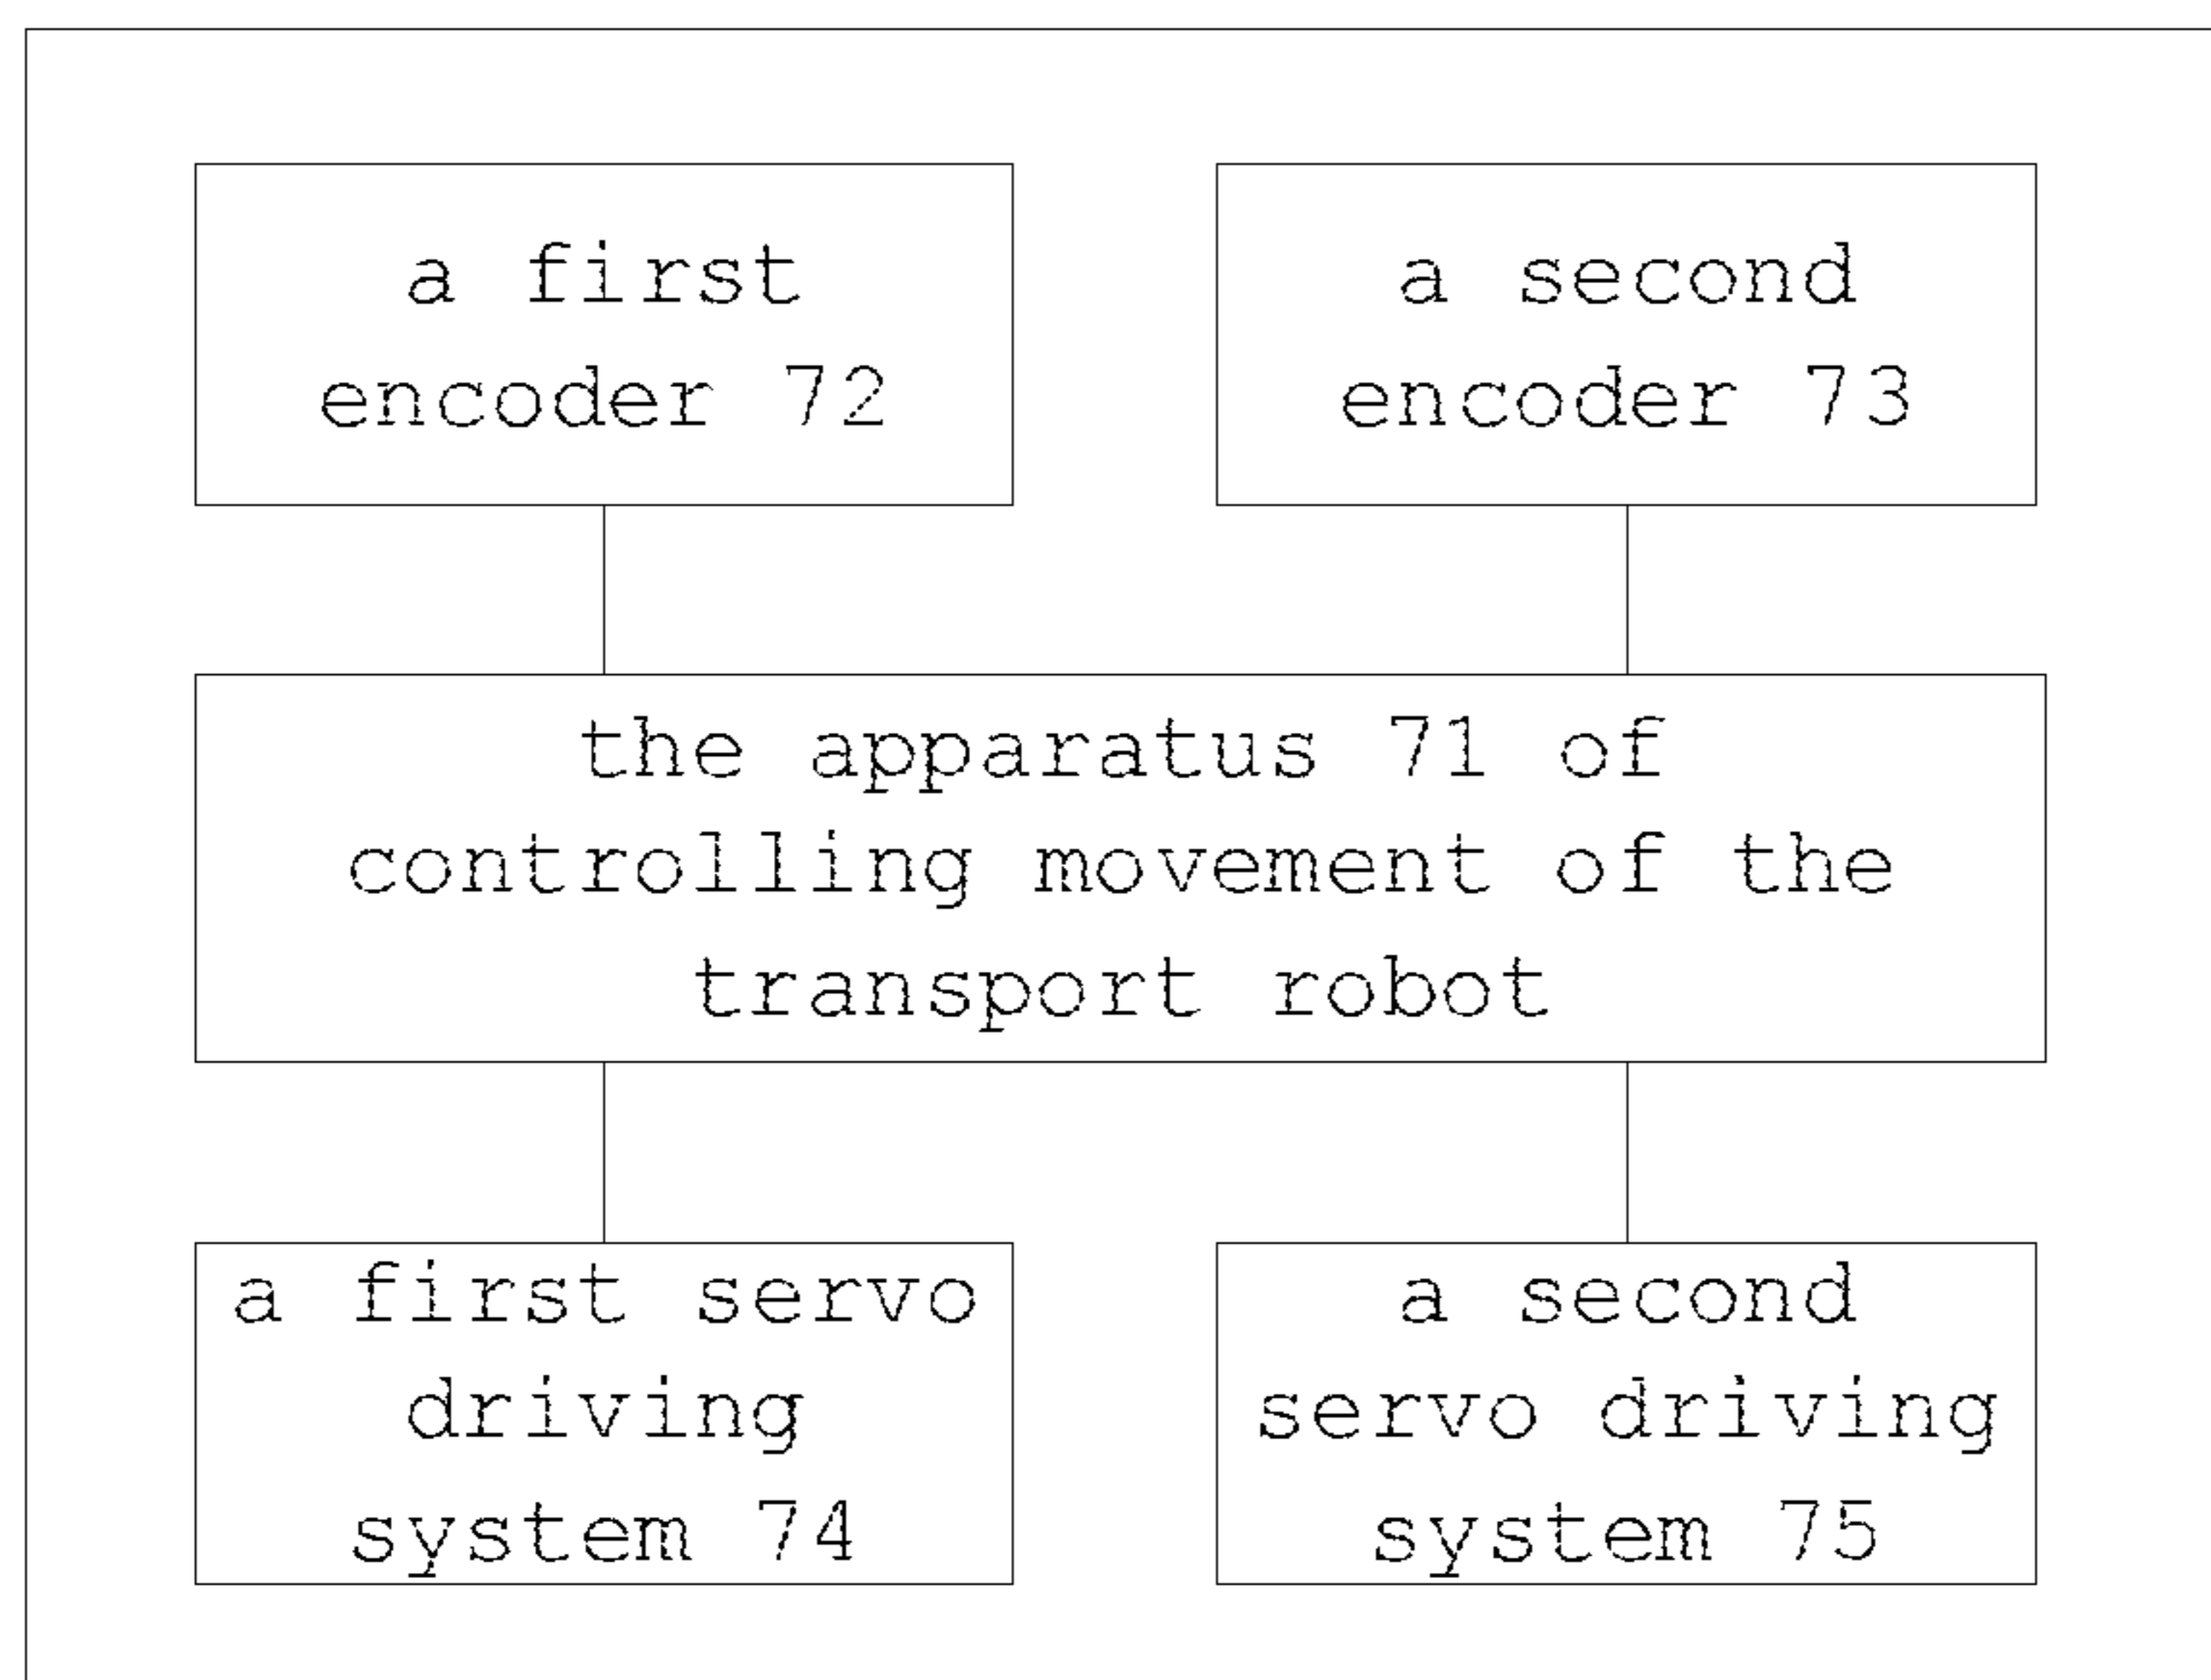 a first
encoder 72
a second
encoder 73
the apparatus 71 of
controlling movement of the
transport robot
a first servo
driving
system 74
a second
servo driving
system 75